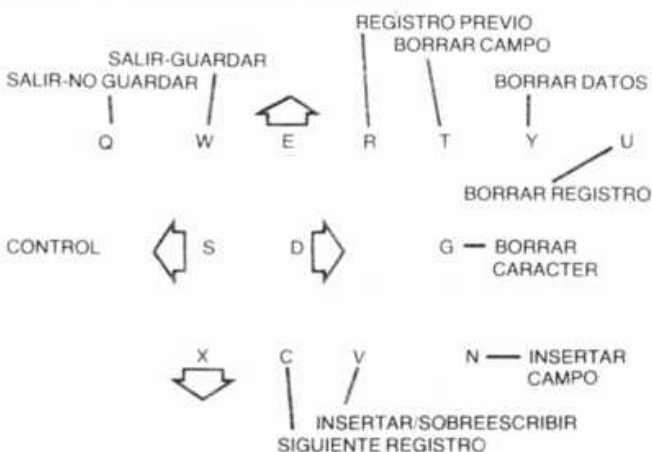 REGISTRO PREVIO
BORRAR CAMPO
SALIR-GUARDAR
SALIR-NO GUARDAR
BORRAR DATOS
Q W E R T Y U
BORRAR REGISTRO
CONTROL S D G BORRAR
CARACTER
X C V N INSERTAR
CAMPO
INSERTAR/SOBREESCRIBIR
SIGUIENTE REGISTRO